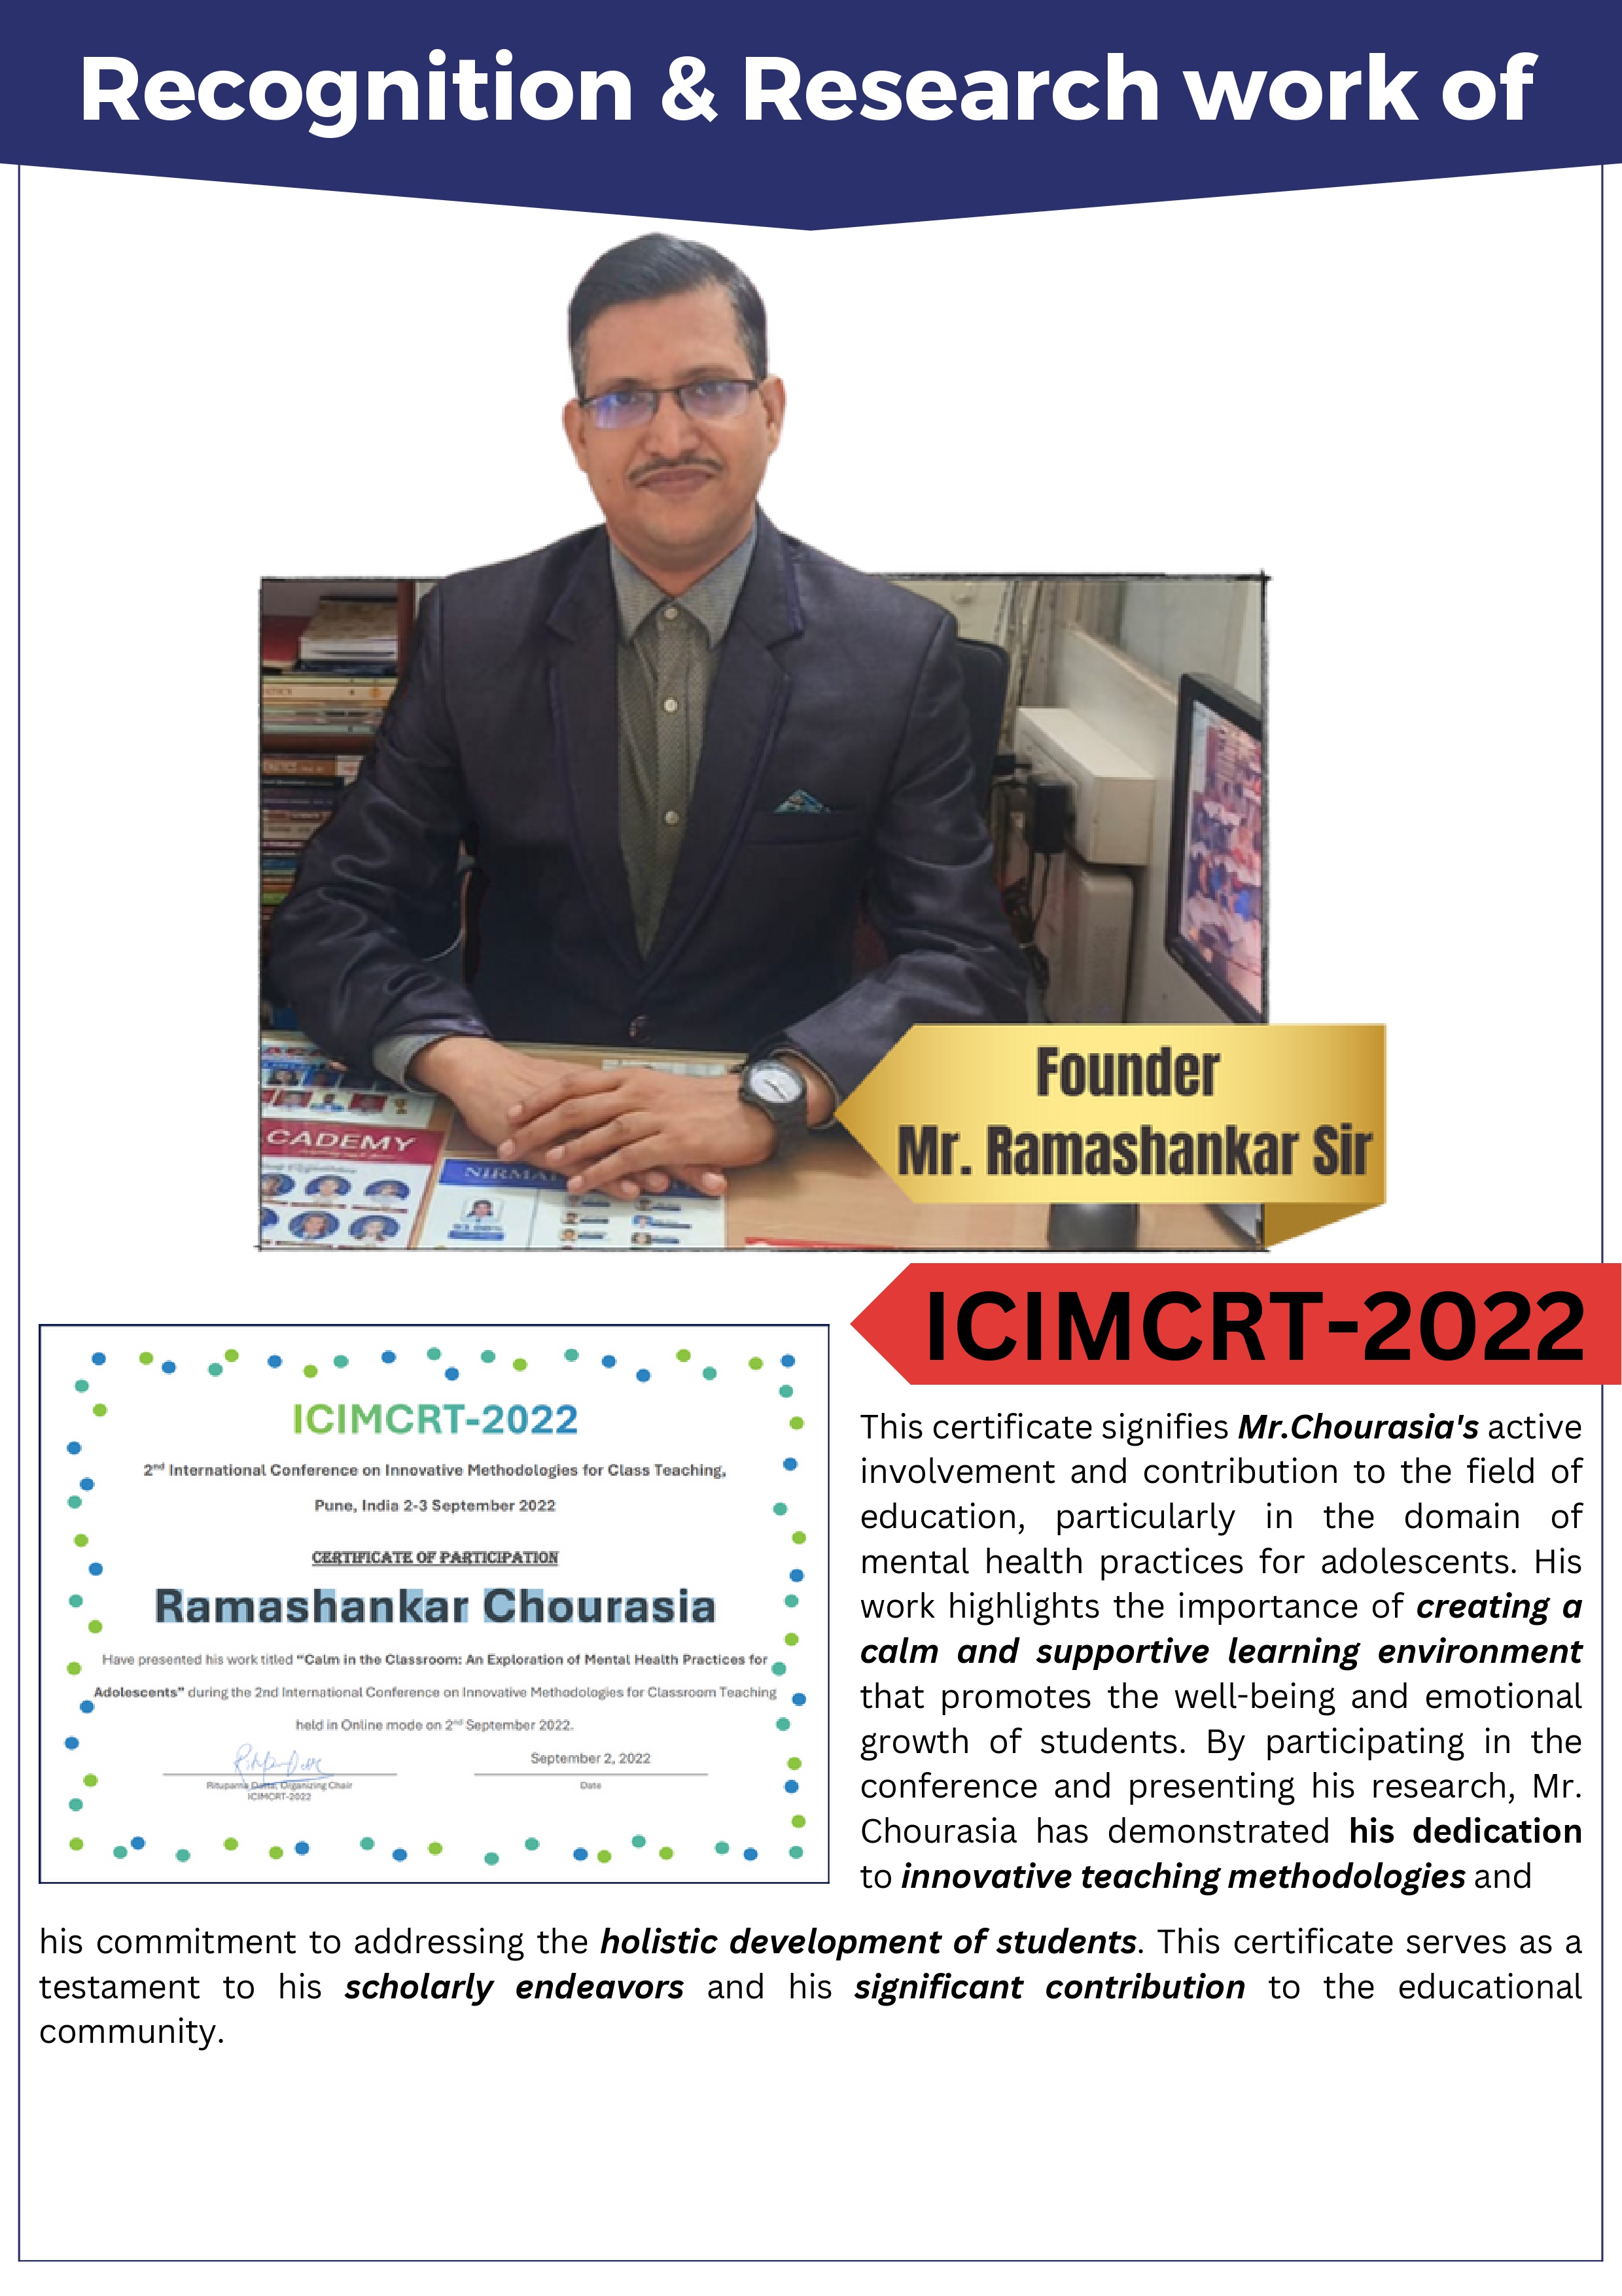 Recognition & Research work of
CADEMY
NIRMA
Founder
Mr. Ramashankar Sir
ICIMCRT-2022
ICIMCRT-2022
2nd International Conference on Innovative Methodologies for Class Teaching,
Pune, India 2-3 September 2022
CERTIFICATE OF PARTICIPATION
Ramashankar Chourasia
Have presented his work titled “Calm in the Classroom: An Exploration of Mental Health Practices for
Adolescents” during the 2nd International Conference on Innovative Methodologies for Classroom Teaching
held in Online mode on 2nd September 2022.
September 2, 2022
Rituparna Datta, Organizing Chair
Date
ICIMCRT-2022
This certificate signifies Mr.Chourasia's active
involvement and contribution to the field of
education, particularly in the domain of
mental health practices for adolescents. His
work highlights the importance of creating a
calm and supportive learning environment
that promotes the well-being and emotional
growth of students. By participating in the
conference and presenting his research, Mr.
Chourasia has demonstrated his dedication
to innovative teaching methodologies and
his commitment to addressing the holistic development of students. This certificate serves as a
testament to his scholarly endeavors and his significant contribution to the educational
community.